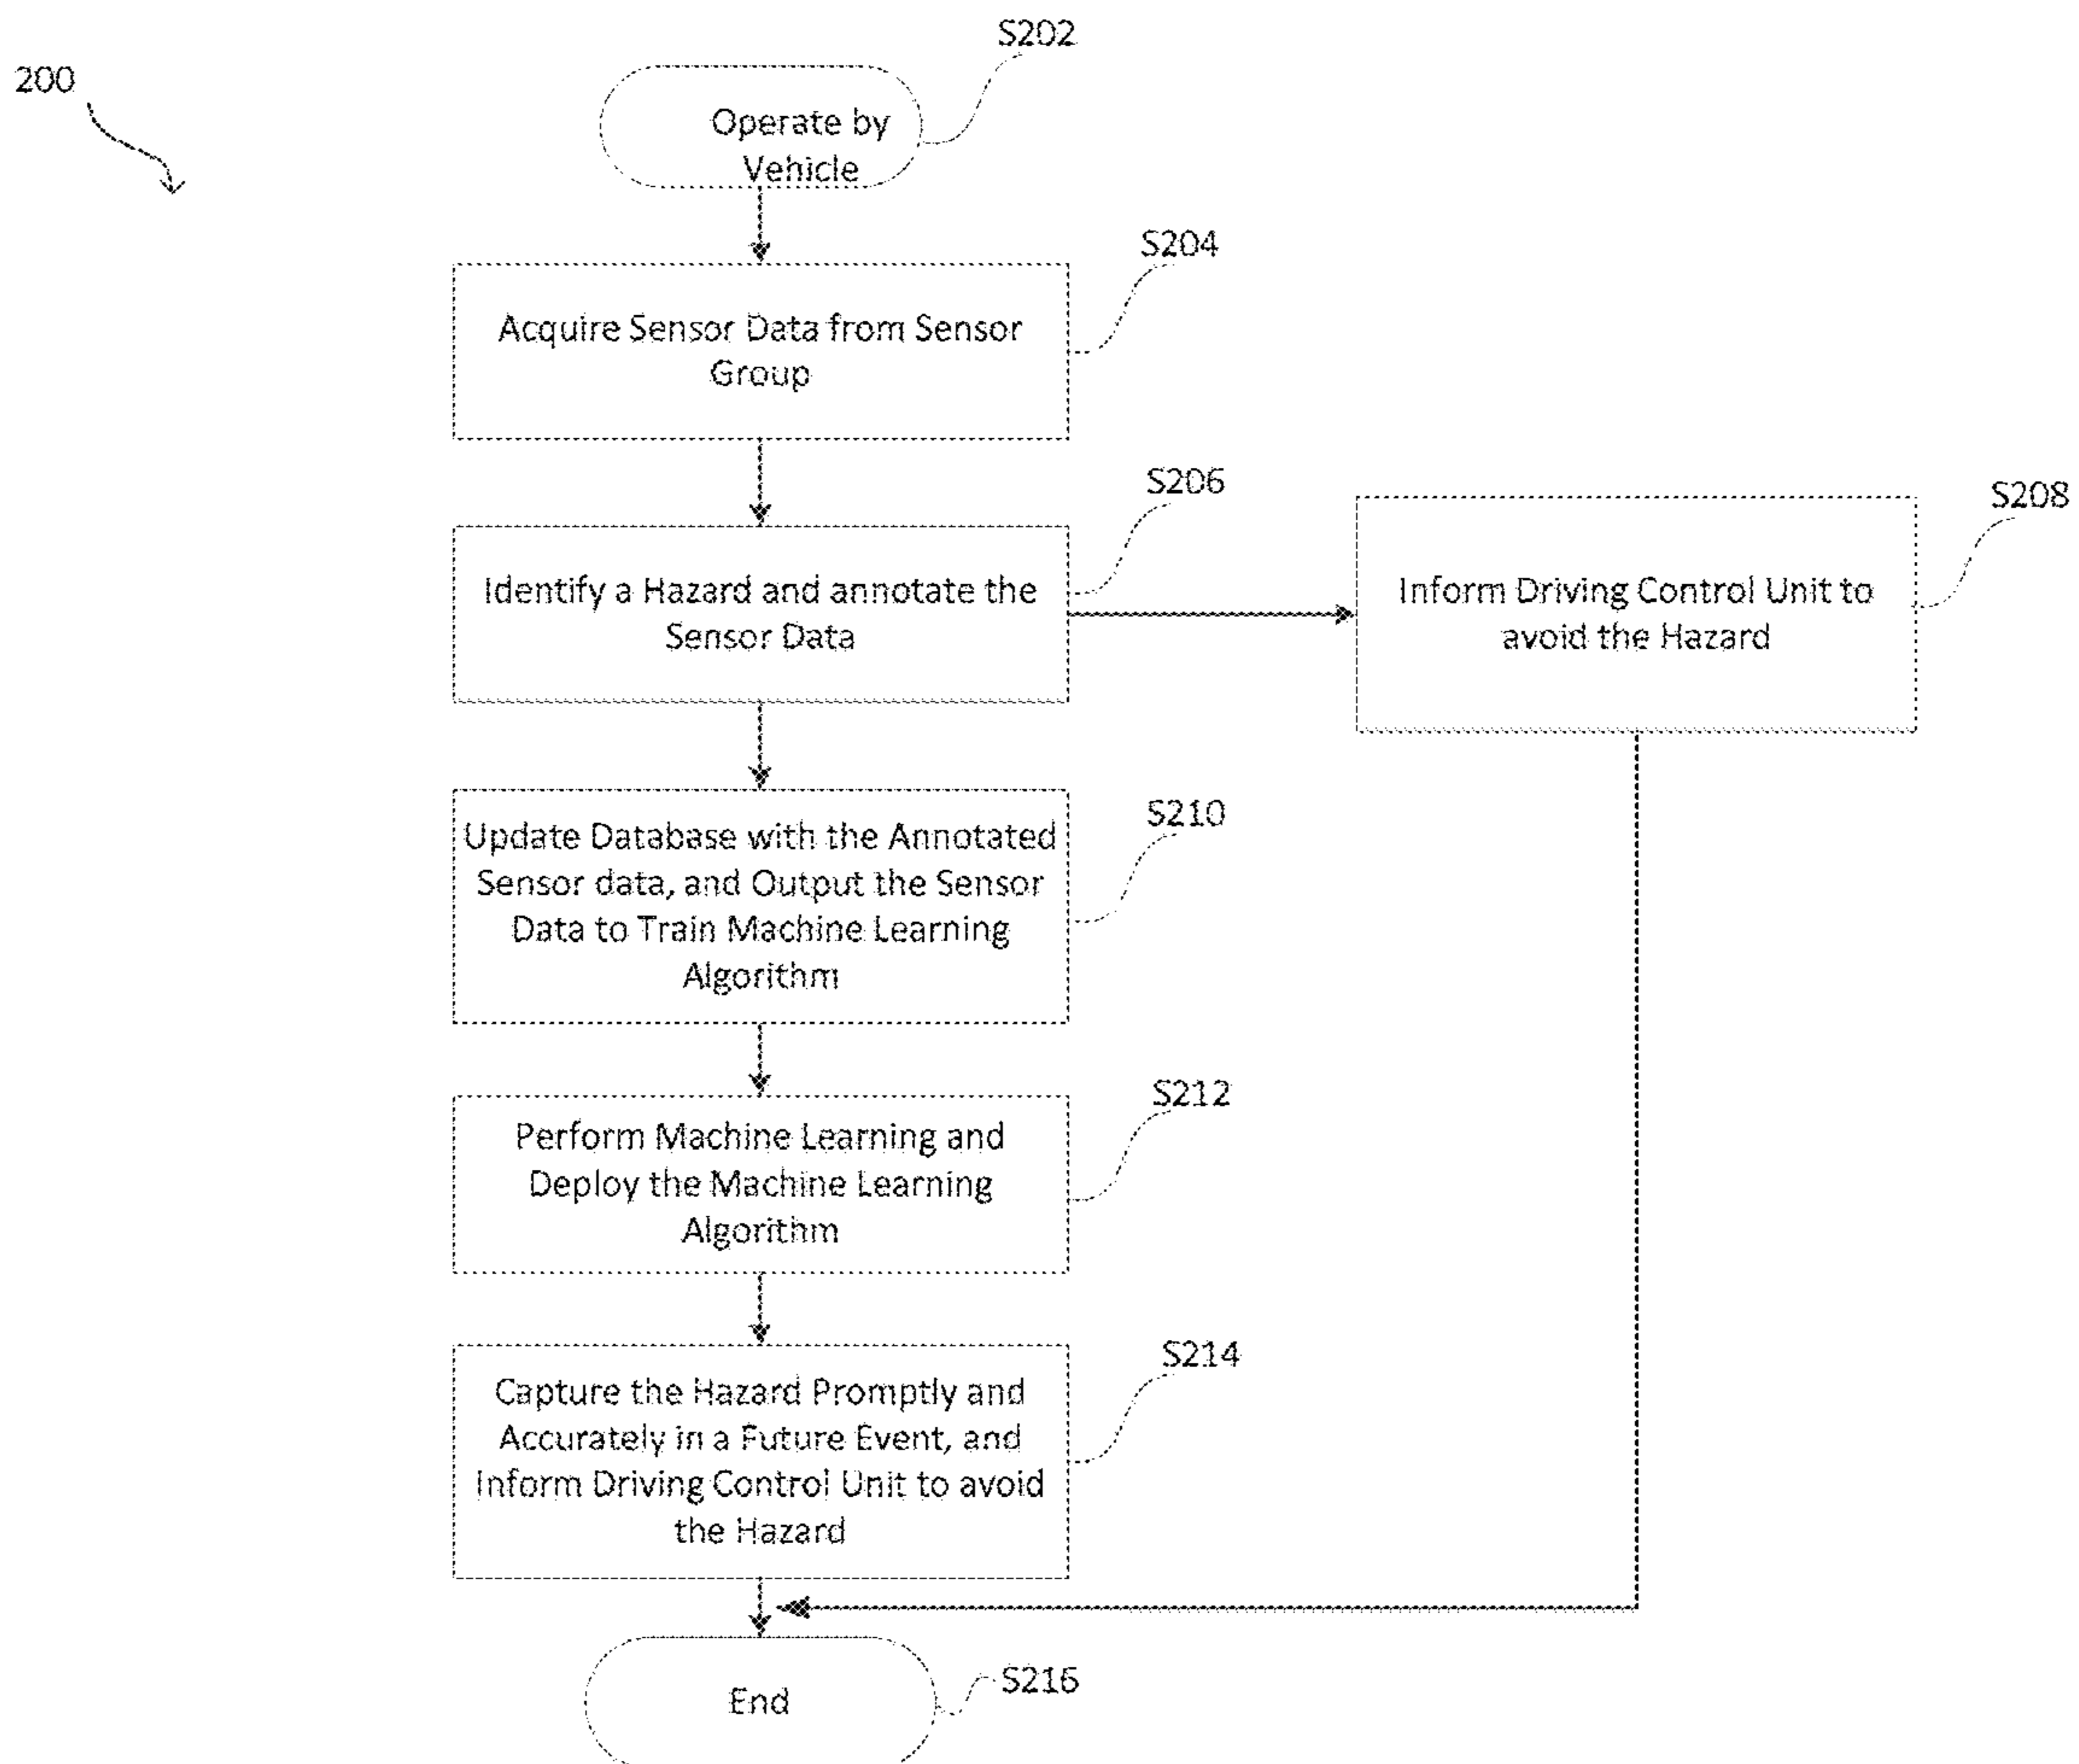 200
S202
Operate by
Vehicle
S204
Acquire Sensor Data from Sensor
Group
S206
Identify a Hazard and annotate the
Sensor Data
S208
Inform Driving Control Unit to
avoid the Hazard
S210
Update Database with the Annotated
Sensor data, and Output the Sensor
Data to Train Machine Learning
Algorithm
S212
Perform Machine Learning and
Deploy the Machine Learning
Algorithm
S214
Capture the Hazard Promptly and
Accurately in a Future Event, and
Inform Driving Control Unit to avoid
the Hazard
S216
End